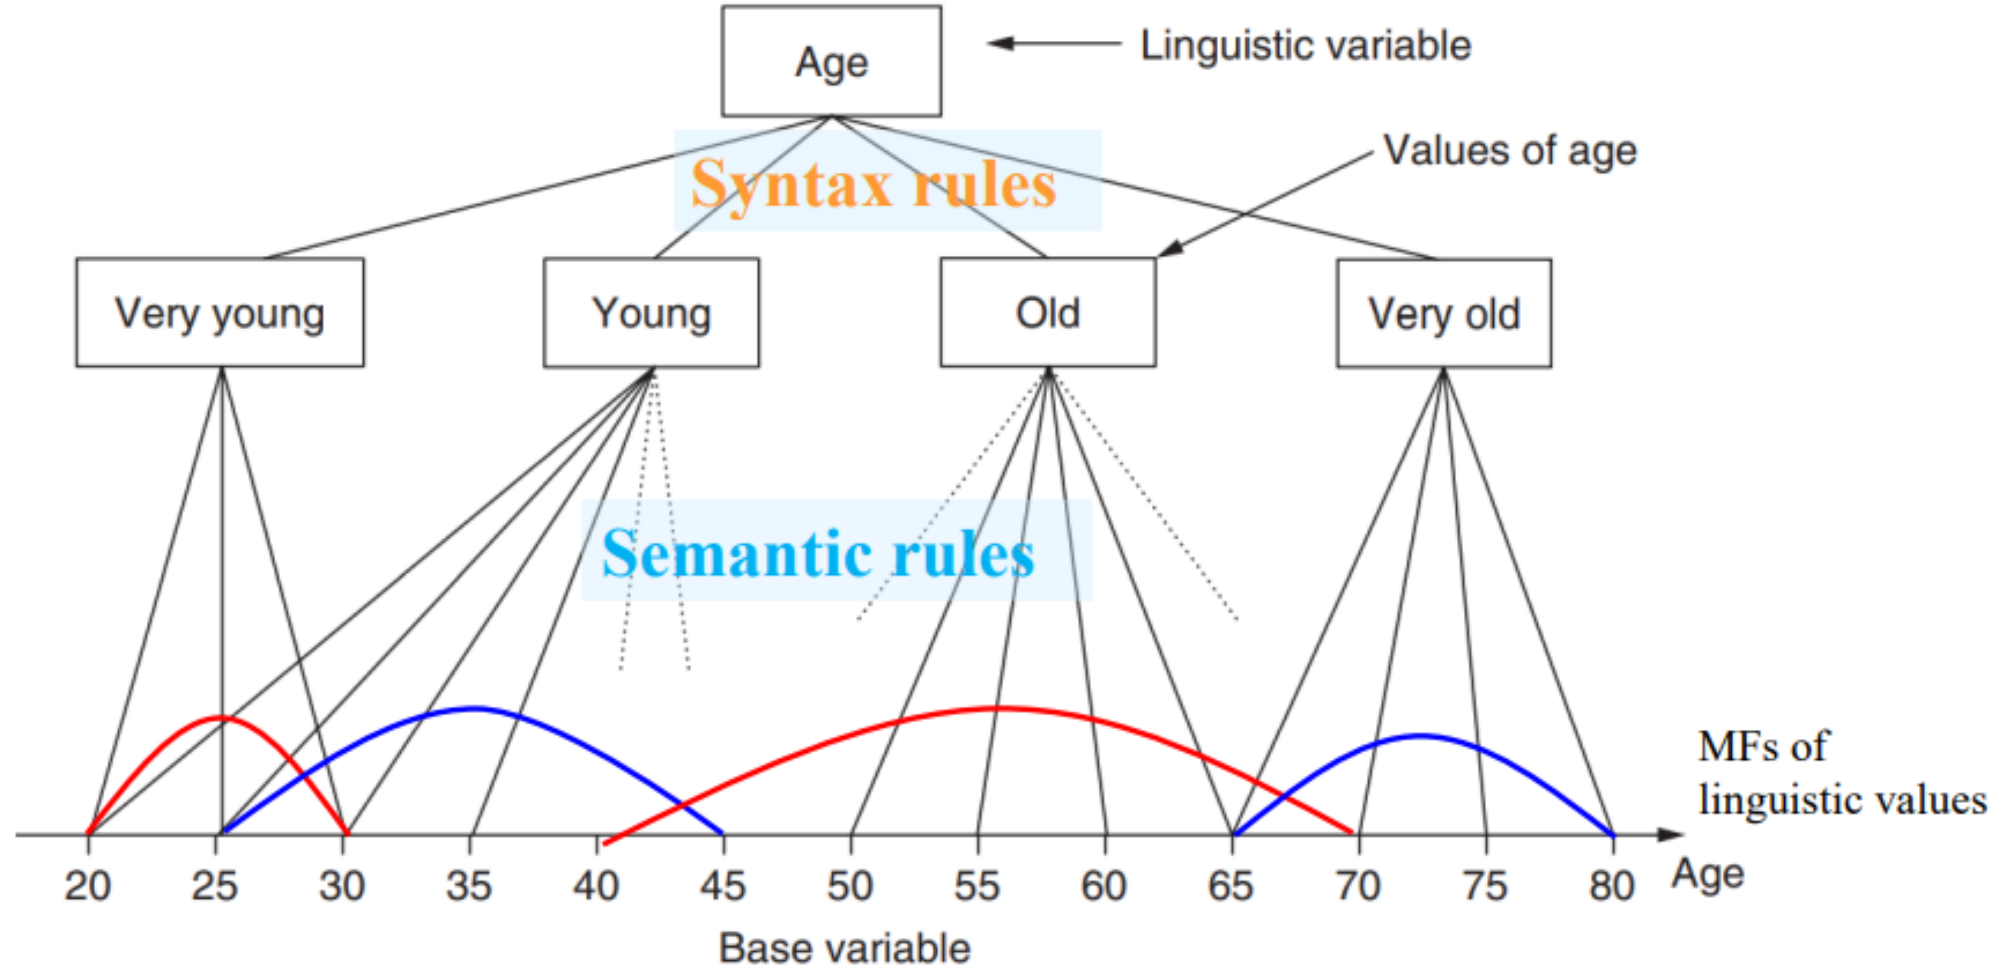 Age
Linguistic variable
Values of age
Syntax rules
Very young
Young
Old
Very old
Semantic rules
MFs of
linguistic values
20 25 30 35 40 45 50 55 60 65 70 75 80 Age
Base variable